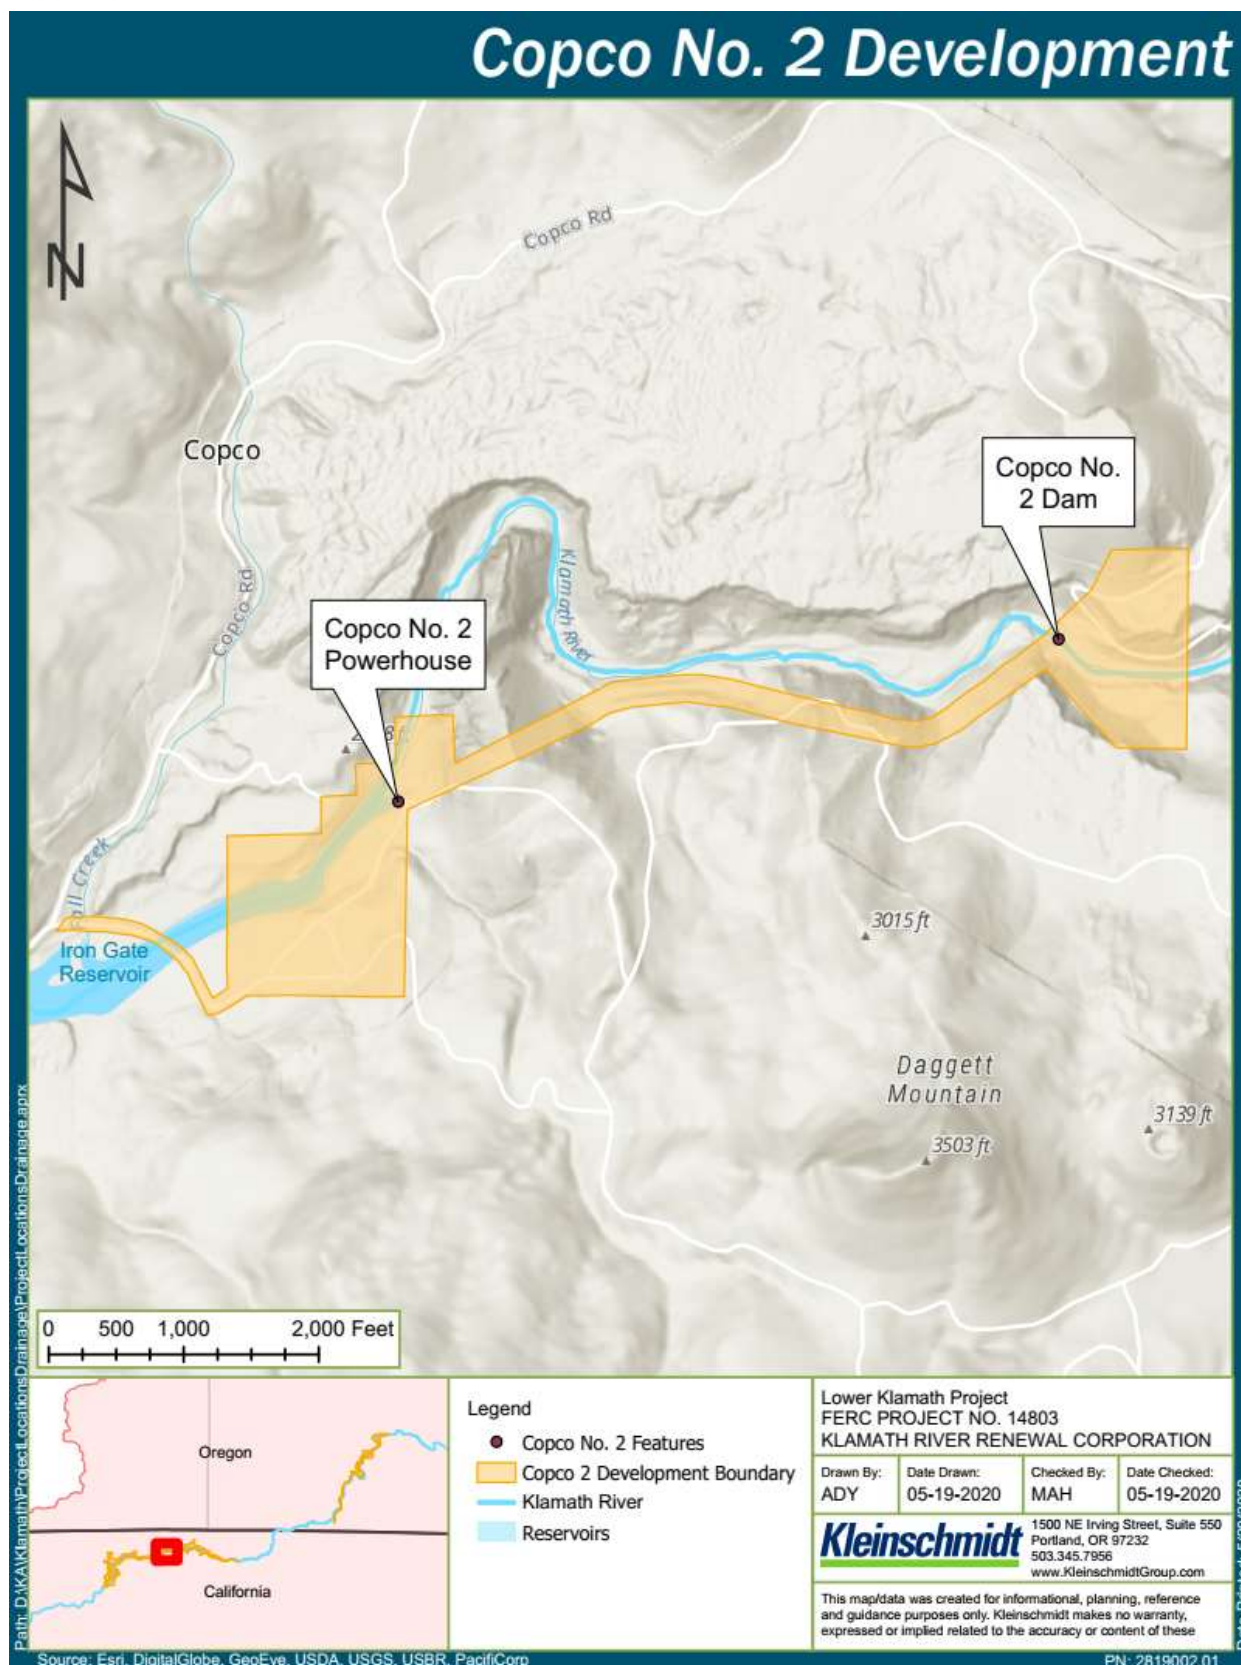 Copco No. 2 Development
N
Copco Rd
Copco
Copco No.
2 Dam
Klamath River
Copco Rd
Copco No. 2
Powerhouse
Creek
3015 ft
Iron Gate
Reservoir
Daggett
Mountain
3139 ft
3503 ft
0 500 1,000 2,000 Feet
Path: D:\KA\Klamath\ProjectLocationsDrainage\ProjectLocationsDrainage.aprx
Oregon
California
Legend
Copco No. 2 Features
Copco 2 Development Boundary
Klamath River
Reservoirs
Lower Klamath Project
FERC PROJECT NO. 14803
KLAMATH RIVER RENEWAL CORPORATION
Drawn By:
ADY
Date Drawn:
05-19-2020
Checked By:
MAH
Date Checked:
05-19-2020
Kleinschmidt
1500 NE Irving Street, Suite 550
Portland, OR 97232
503.345.7956
www.KleinschmidtGroup.com
This map/data was created for informational, planning, reference
and guidance purposes only. Kleinschmidt makes no warranty,
expressed or implied related to the accuracy or content of these
Source: Esri, DigitalGlobe, GeoEye, USDA, USGS, USBR, PacifiCorp
PN: 2819002.01